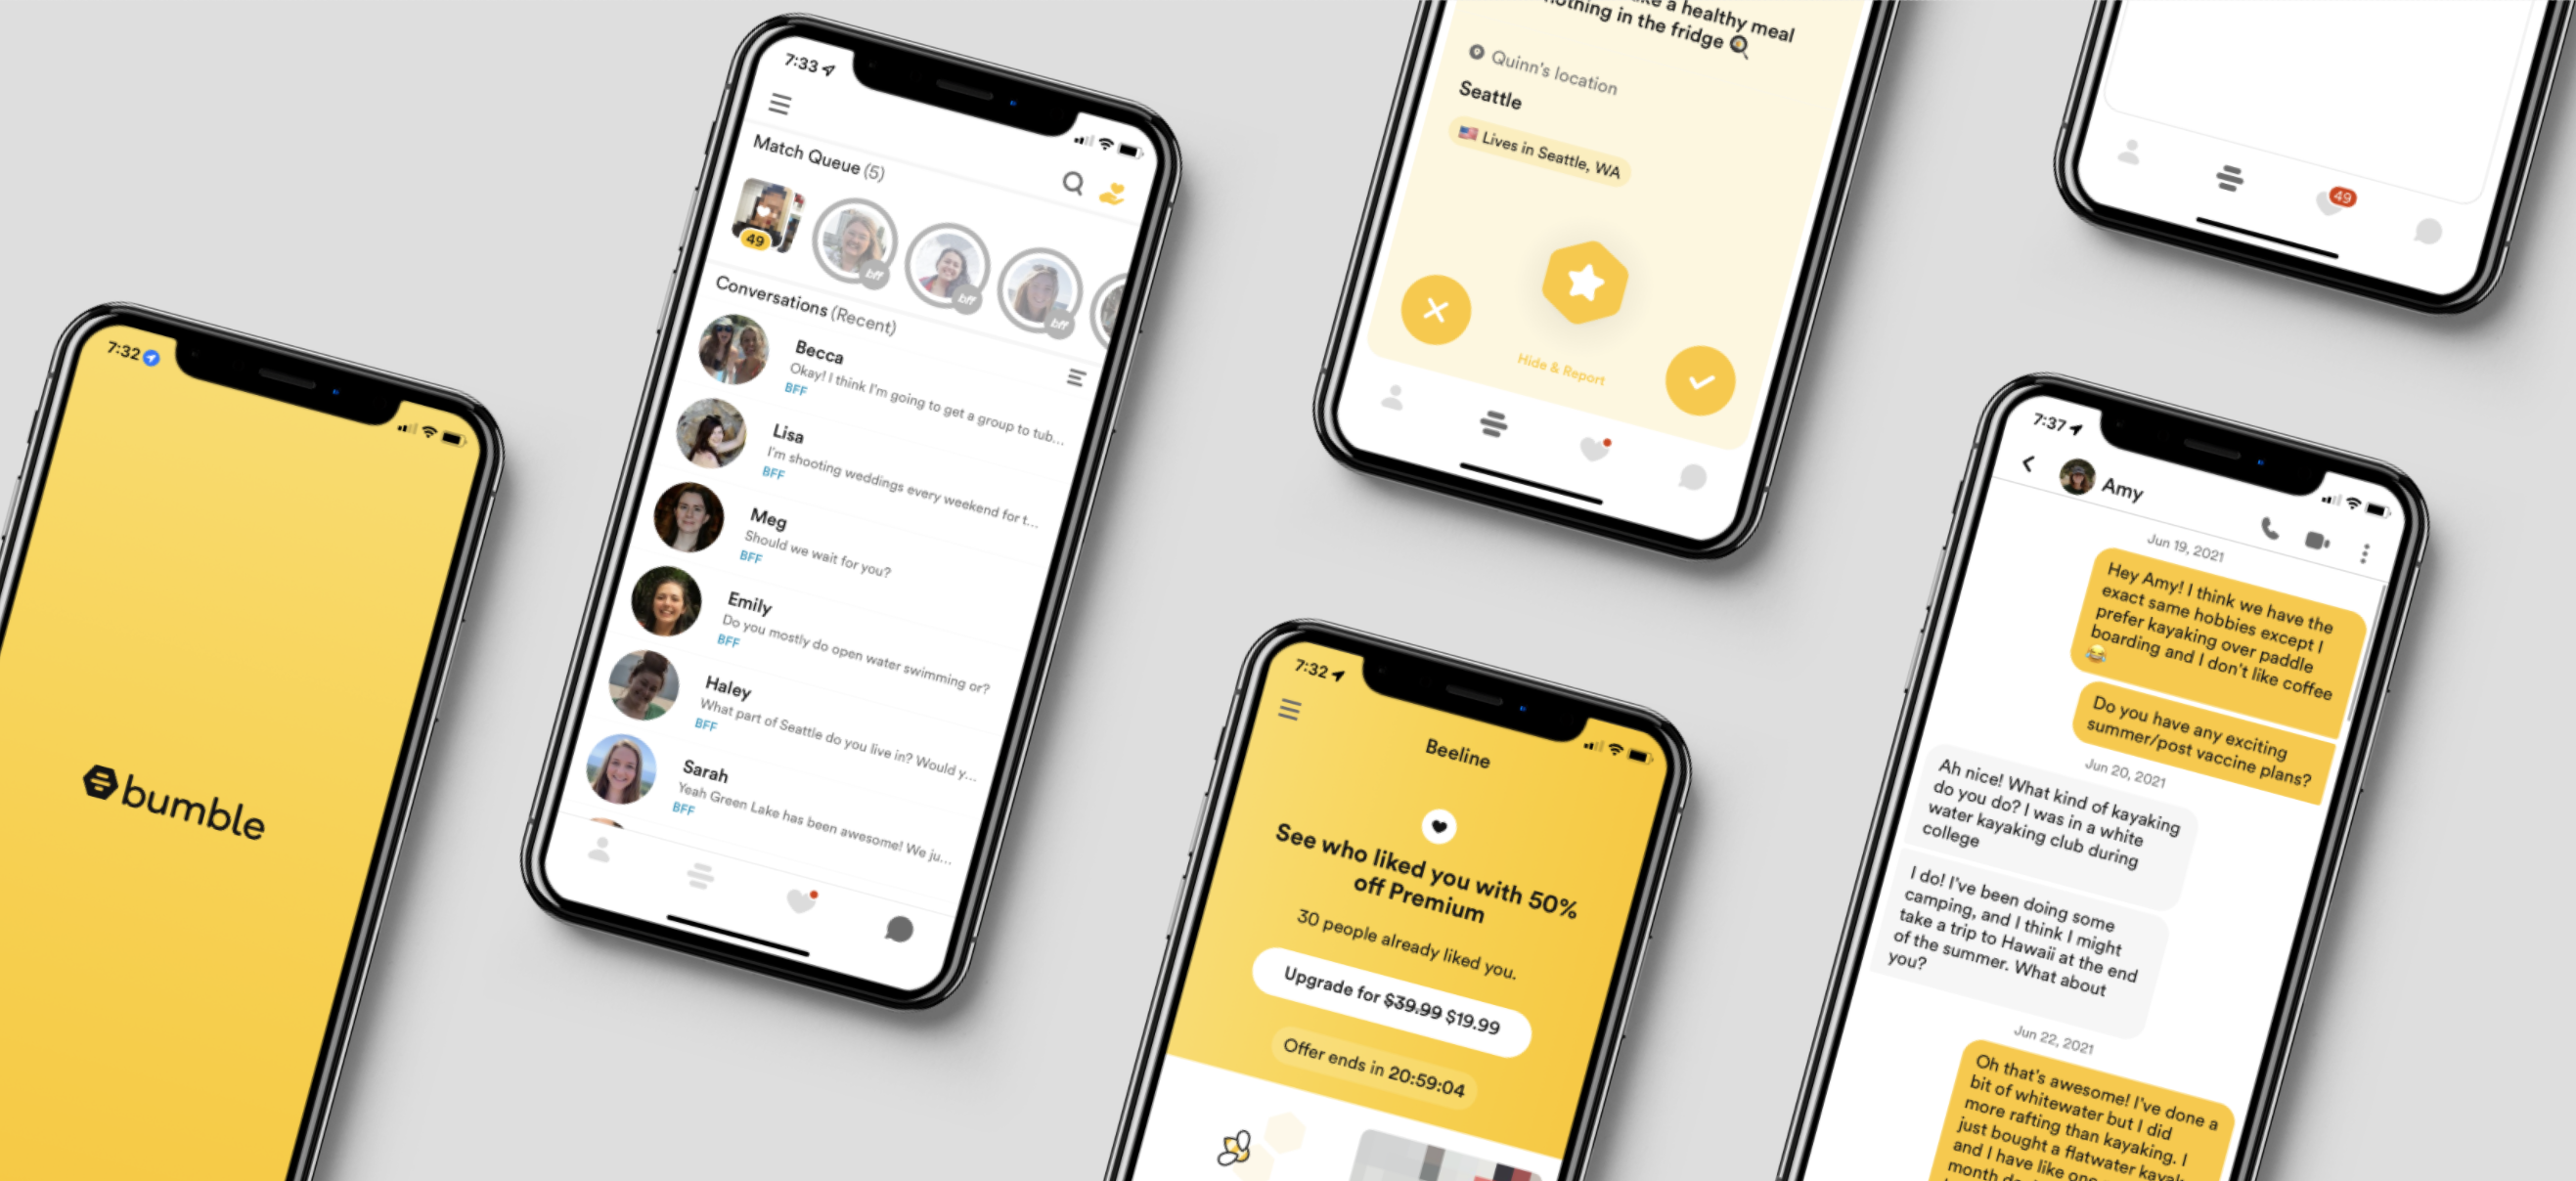 7:32
bumble
7:33
Match Queue (5)
49
bff
bff
bff
Conversations (Recent)
Becca
Okay! I think I'm going to get a group to tub...
BFF
Lisa
I'm shooting weddings every weekend for t...
BFF
Meg
Should we wait for you?
BFF
Emily
Do you mostly do open water swimming or?
BFF
Haley
What part of Seattle do you live in? Would y...
BFF
Sarah
Yeah Green Lake has been awesome! We ju...
BFF
a healthy meal
nothing in the fridge 🍳
Quinn's location
Seattle
🇺🇸 Lives in Seattle, WA
Hide & Report
7:32
Beeline
See who liked you with 50%
off Premium
30 people already liked you.
Upgrade for $39.99 $19.99
Offer ends in 20:59:04
49
7:37
Amy
Jun 19, 2021
Hey Amy! I think we have the
exact same hobbies except I
prefer kayaking over paddle
boarding and I don't like coffee
😂
Do you have any exciting
summer/post vaccine plans?
Jun 20, 2021
Ah nice! What kind of kayaking
do you do? I was in a white
water kayaking club during
college
I do! I've been doing some
camping, and I think I might
take a trip to Hawaii at the end
of the summer. What about
you?
Jun 22, 2021
Oh that's awesome! I've done a
bit of whitewater but I did
more rafting than kayaking. I
just bought a flatwater kayak
and I have like one
month